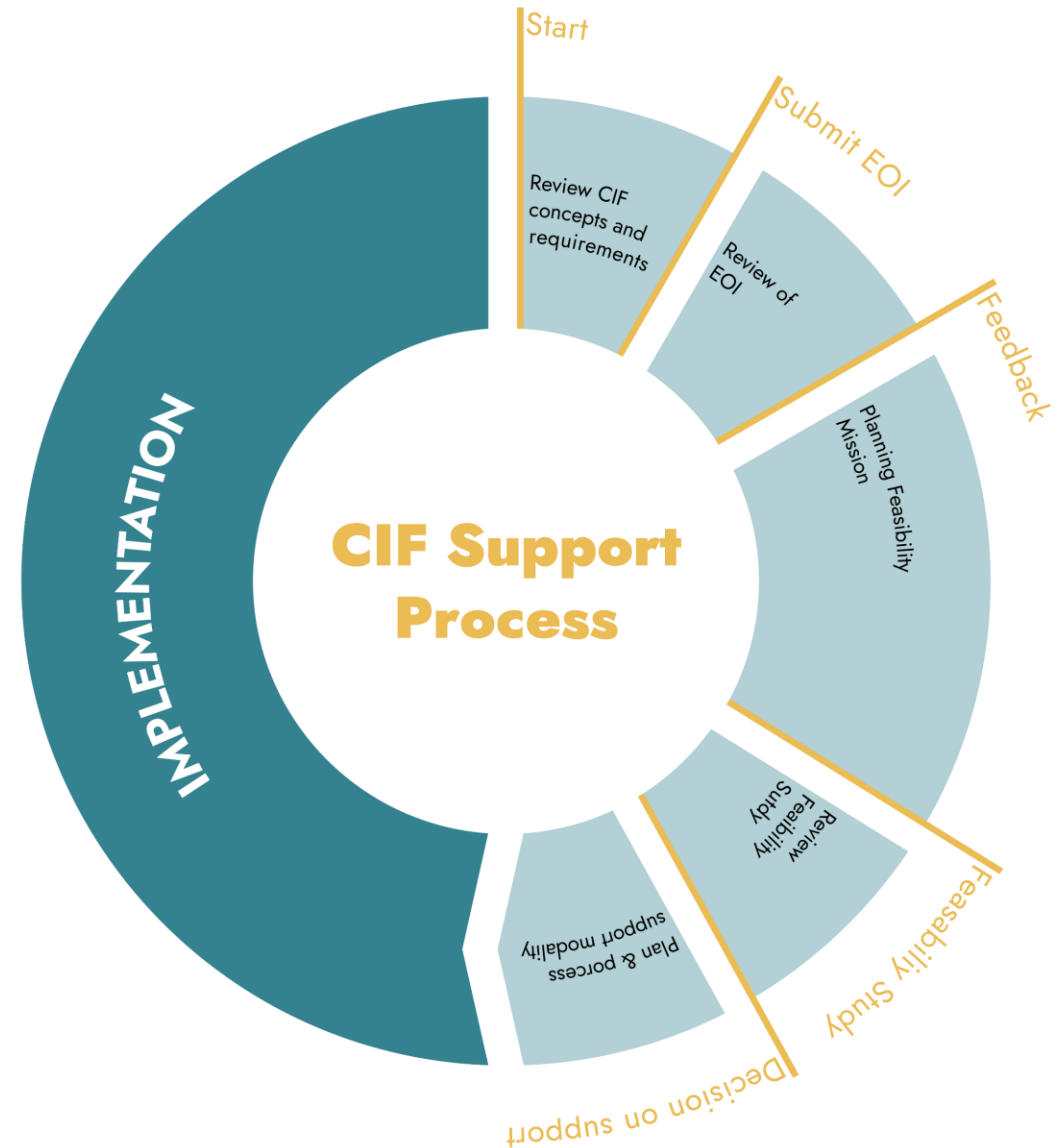 Start
Review CIF
concepts and
requirements
Submit EOI
Review of
EOI
Feedback
Planning Feasibility
Mission
Feasability Study
Review
Feaibility
Sutdy
Decision on support
Plan & porcess
support modality
IMPLEMENTATION
CIF Support
Process